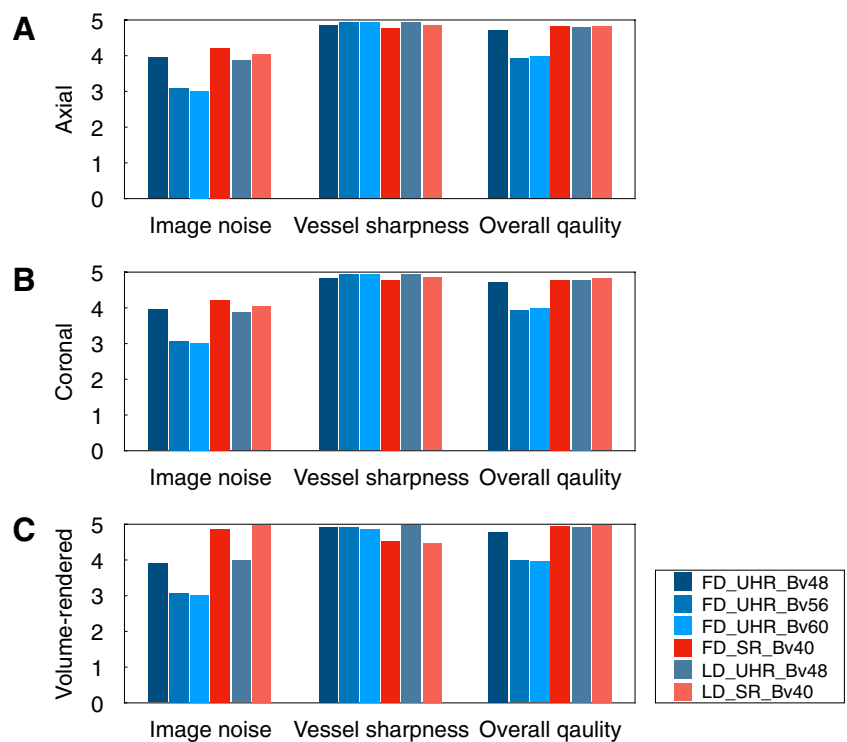 A
Axial
5
4
3
2
1
0
Image noise Vessel sharpness Overall qaulity
B
Coronal
5
4
3
2
1
0
Image noise Vessel sharpness Overall qaulity
C
Volume-rendered
5
4
3
2
1
0
Image noise Vessel sharpness Overall qaulity
FD_UHR_Bv48
FD_UHR_Bv56
FD_UHR_Bv60
FD_SR_Bv40
LD_UHR_Bv48
LD_SR_Bv40